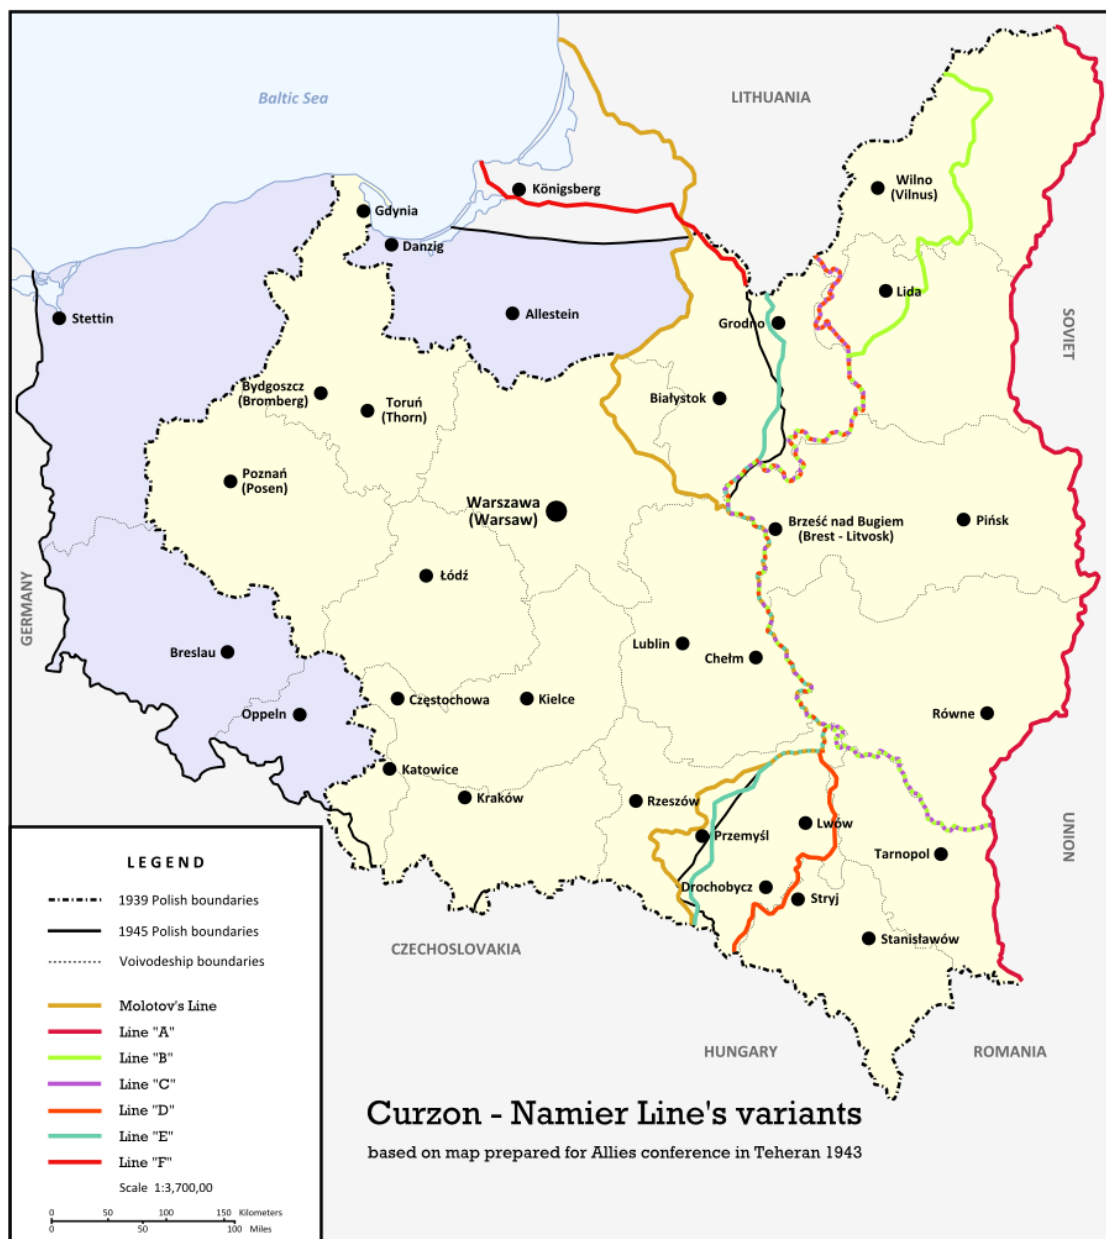 Baltic Sea
LITHUANIA
Wilno
(Vilnus)
Königsberg
Gdynia
Danzig
Stettin
Allestein
Lida
Grodno
SOVIET
Bydgoszcz
(Bromberg)
Toruń
(Thorn)
Białystok
Poznań
(Posen)
Warszawa
(Warsaw)
Brześć nad Bugiem
(Brest - Litvosk)
Pińsk
GERMANY
Łódź
Breslau
Lublin
Chełm
Częstochowa
Kielce
Oppeln
Równe
Katowice
Kraków
Rzeszów
Przemyśl
Lwów
UNION
Tarnopol
Drochobycz
Stryj
Stanisławów
CZECHOSLOVAKIA
HUNGARY
ROMANIA
LEGEND
1939 Polish boundaries
1945 Polish boundaries
Voivodeship boundaries
Molotov's Line
Line "A"
Line "B"
Line "C"
Line "D"
Line "E"
Line "F"
Scale 1:3,700,00
0 50 100 150 Kilometers
0 50 100 Miles
Curzon - Namier Line's variants
based on map prepared for Allies conference in Teheran 1943